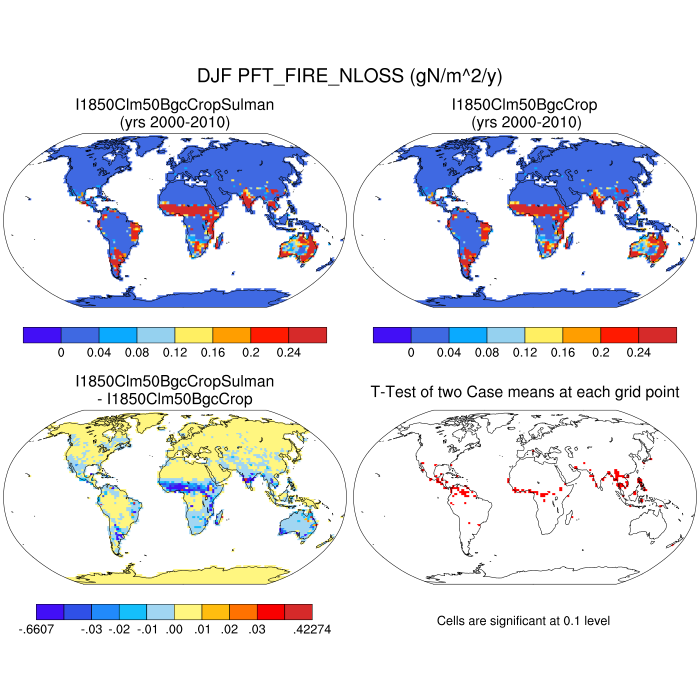 DJF PFT_FIRE_NLOSS (gN/m^2/y)
I1850Clm50BgcCropSulman
(yrs 2000-2010)
I1850Clm50BgcCrop
(yrs 2000-2010)
0 0.04 0.08 0.12 0.16 0.2 0.24
0 0.04 0.08 0.12 0.16 0.2 0.24
I1850Clm50BgcCropSulman
- I1850Clm50BgcCrop
T-Test of two Case means at each grid point
-.6607 -.03 -.02 -.01 .00 .01 .02 .03 .42274
Cells are significant at 0.1 level